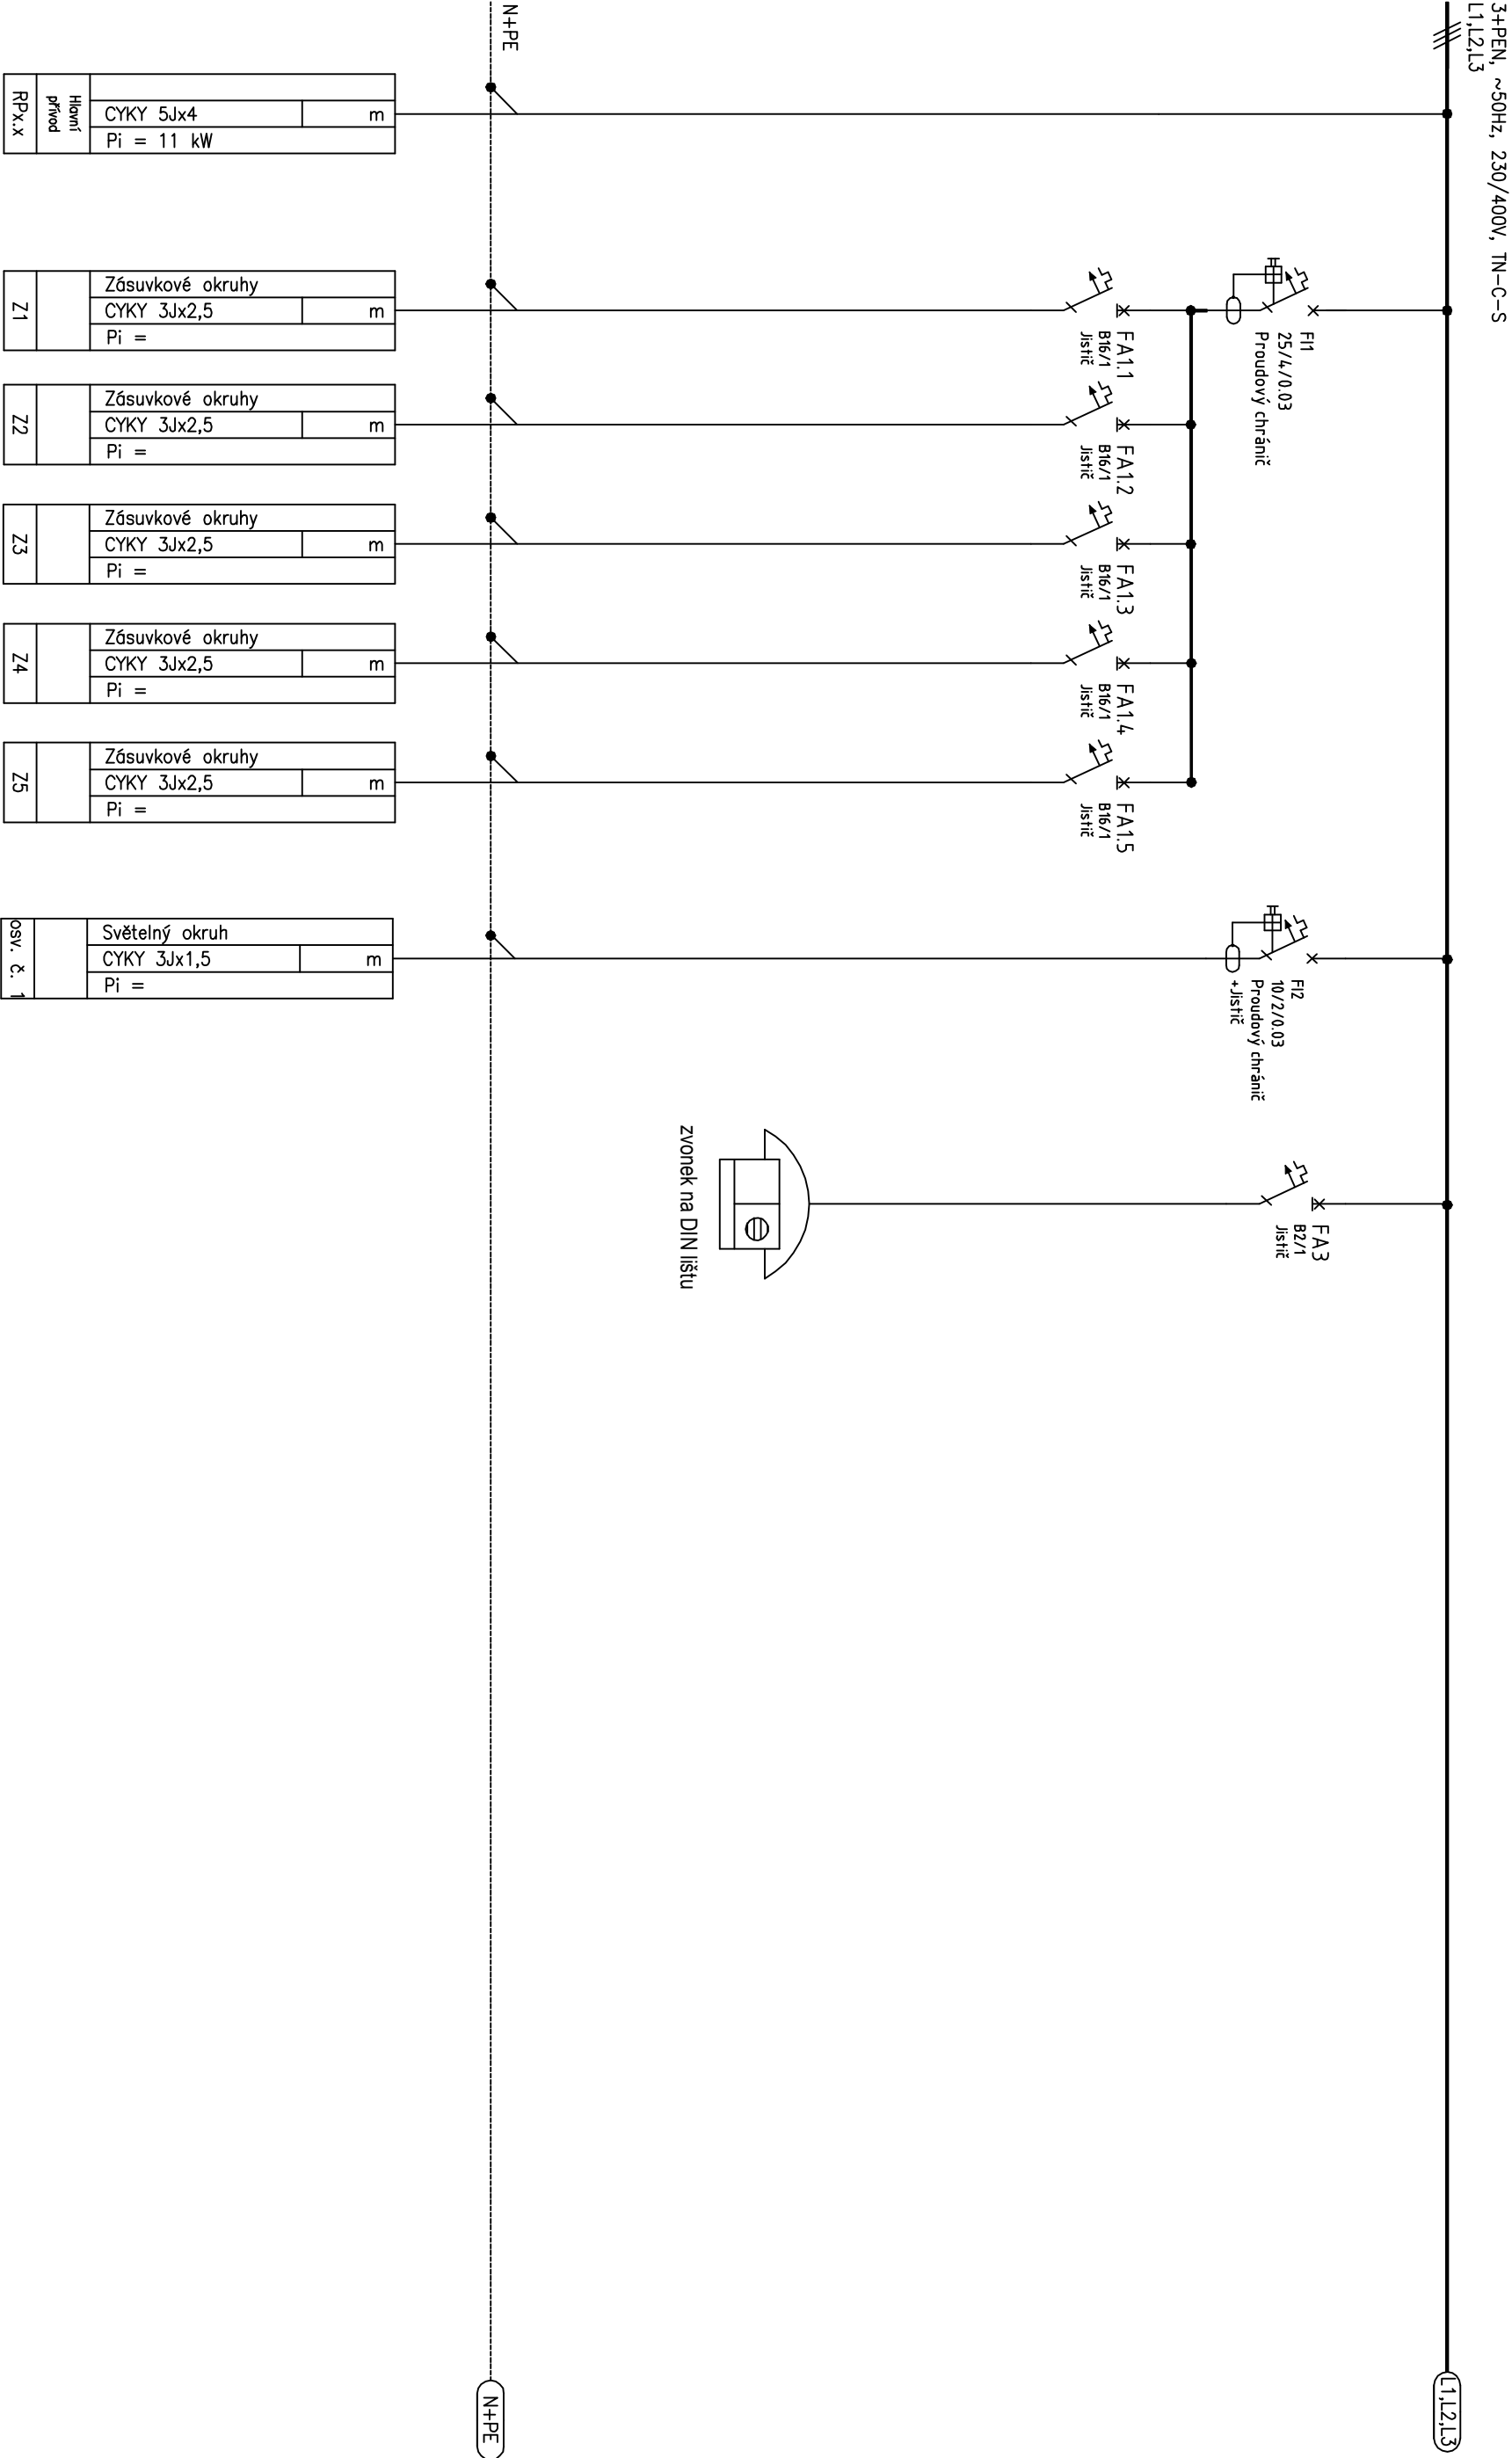 3+PEN, ~50Hz, 230/400V, TN-C-S
L1,L2,L3
N+PE
CYKY 5Jx4 m
Pi = 11 kW
Hlavní
přívod
RPx.x
FI1
25/4/0.03
Proudový chránič
FA1.1
B16/1
Jistič
Zásuvkové okruhy
CYKY 3Jx2,5 m
Pi =
Z1
FA1.2
B16/1
Jistič
Zásuvkové okruhy
CYKY 3Jx2,5 m
Pi =
Z2
FA1.3
B16/1
Jistič
Zásuvkové okruhy
CYKY 3Jx2,5 m
Pi =
Z3
FA1.4
B16/1
Jistič
Zásuvkové okruhy
CYKY 3Jx2,5 m
Pi =
Z4
FA1.5
B16/1
Jistič
Zásuvkové okruhy
CYKY 3Jx2,5 m
Pi =
Z5
FI2
10/2/0.03
Proudový chránič
+Jistič
Světelný okruh
CYKY 3Jx1,5 m
Pi =
osv. č. 1
FA3
B2/1
Jistič
zvonek na DIN lištu
L1,L2,L3
N+PE